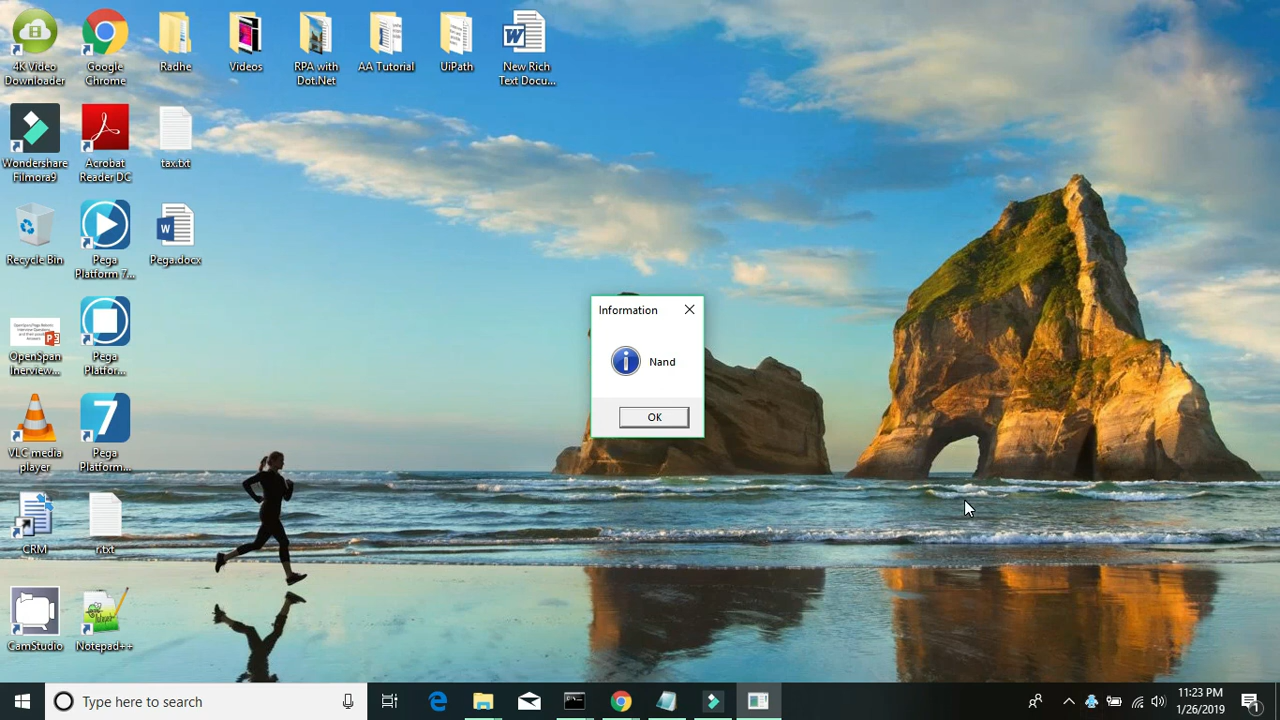 4K Video
Downloader
Google
Chrome
Radhe
Videos
RPA with
Dot.Net
AA Tutorial
UiPath
New Rich
Text Docu...
Wondershare
Filmora9
Acrobat
Reader DC
tax.txt
Recycle Bin
Pega
Platform 7...
Pega.docx
OpenSpan
Inerview...
Pega
Platfor...
VLC media
player
Pega
Platform...
CRM
r.txt
CamStudio
Notepad++
Information
Nand
OK
Type here to search
11:23 PM
1/26/2019
1